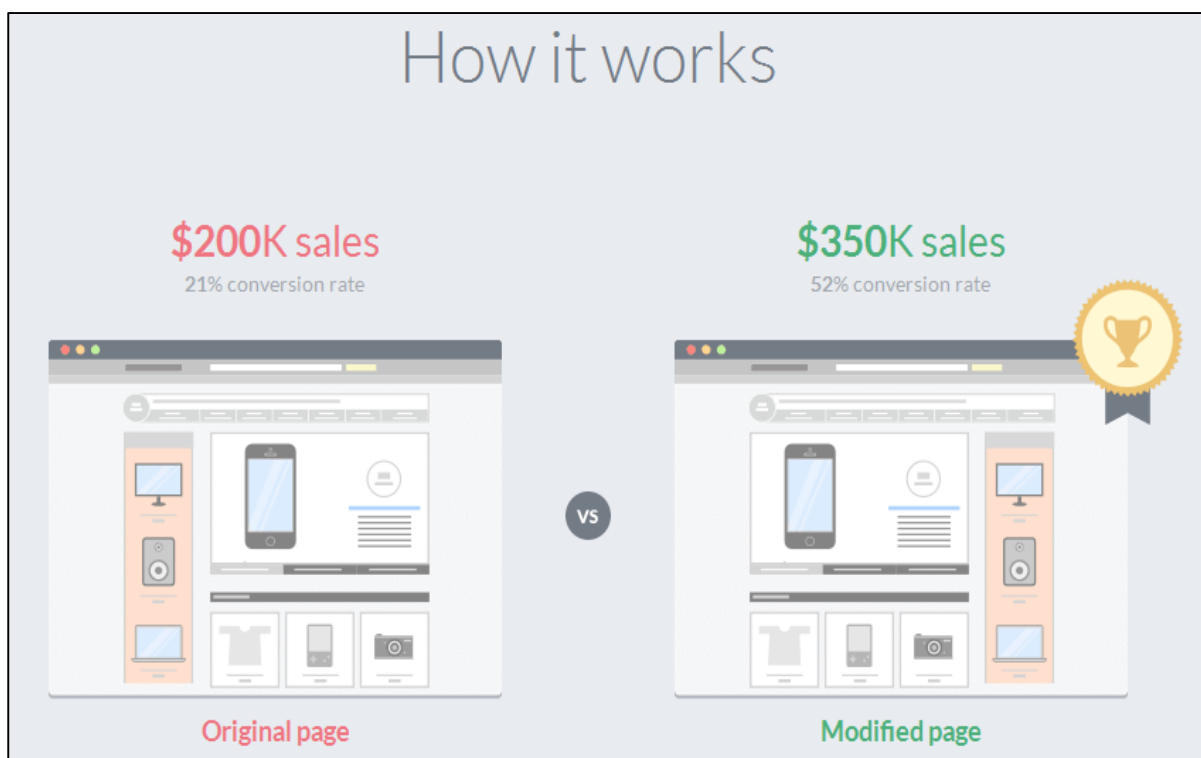 How it works
$200K sales
21% conversion rate
$350K sales
52% conversion rate
VS
Original page
Modified page